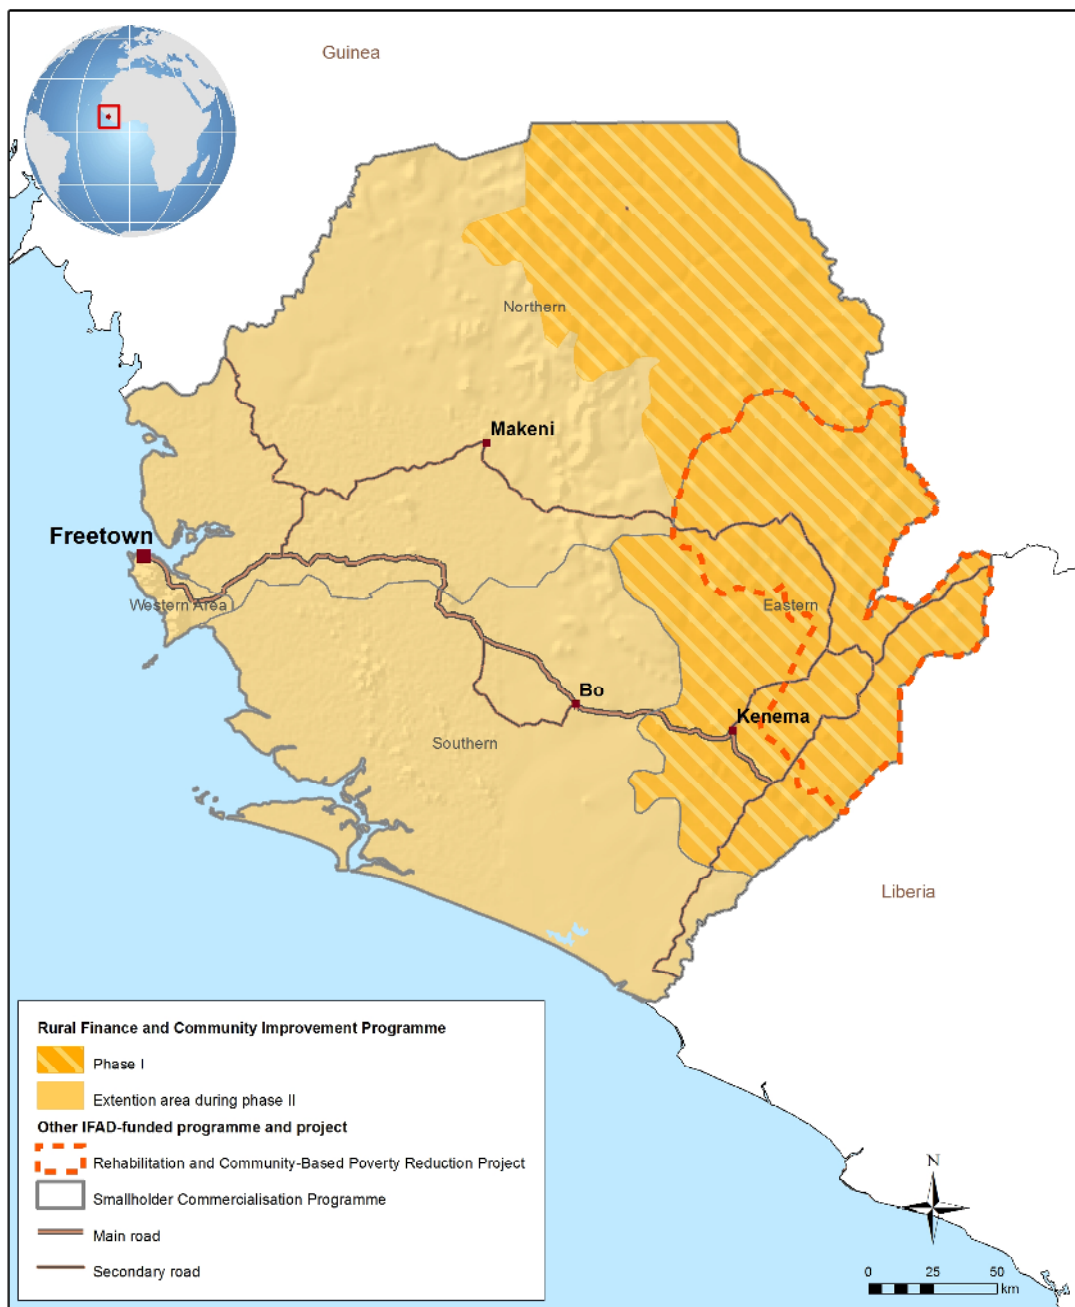 Guinea
Northern
Makeni
Freetown
Western Area
Eastern
Bo
Kenema
Southern
Liberia
Rural Finance and Community Improvement Programme
Phase I
Extention area during phase II
Other IFAD-funded programme and project
Rehabilitation and Community-Based Poverty Reduction Project
Smallholder Commercialisation Programme
Main road
Secondary road
N
0 25 50
km